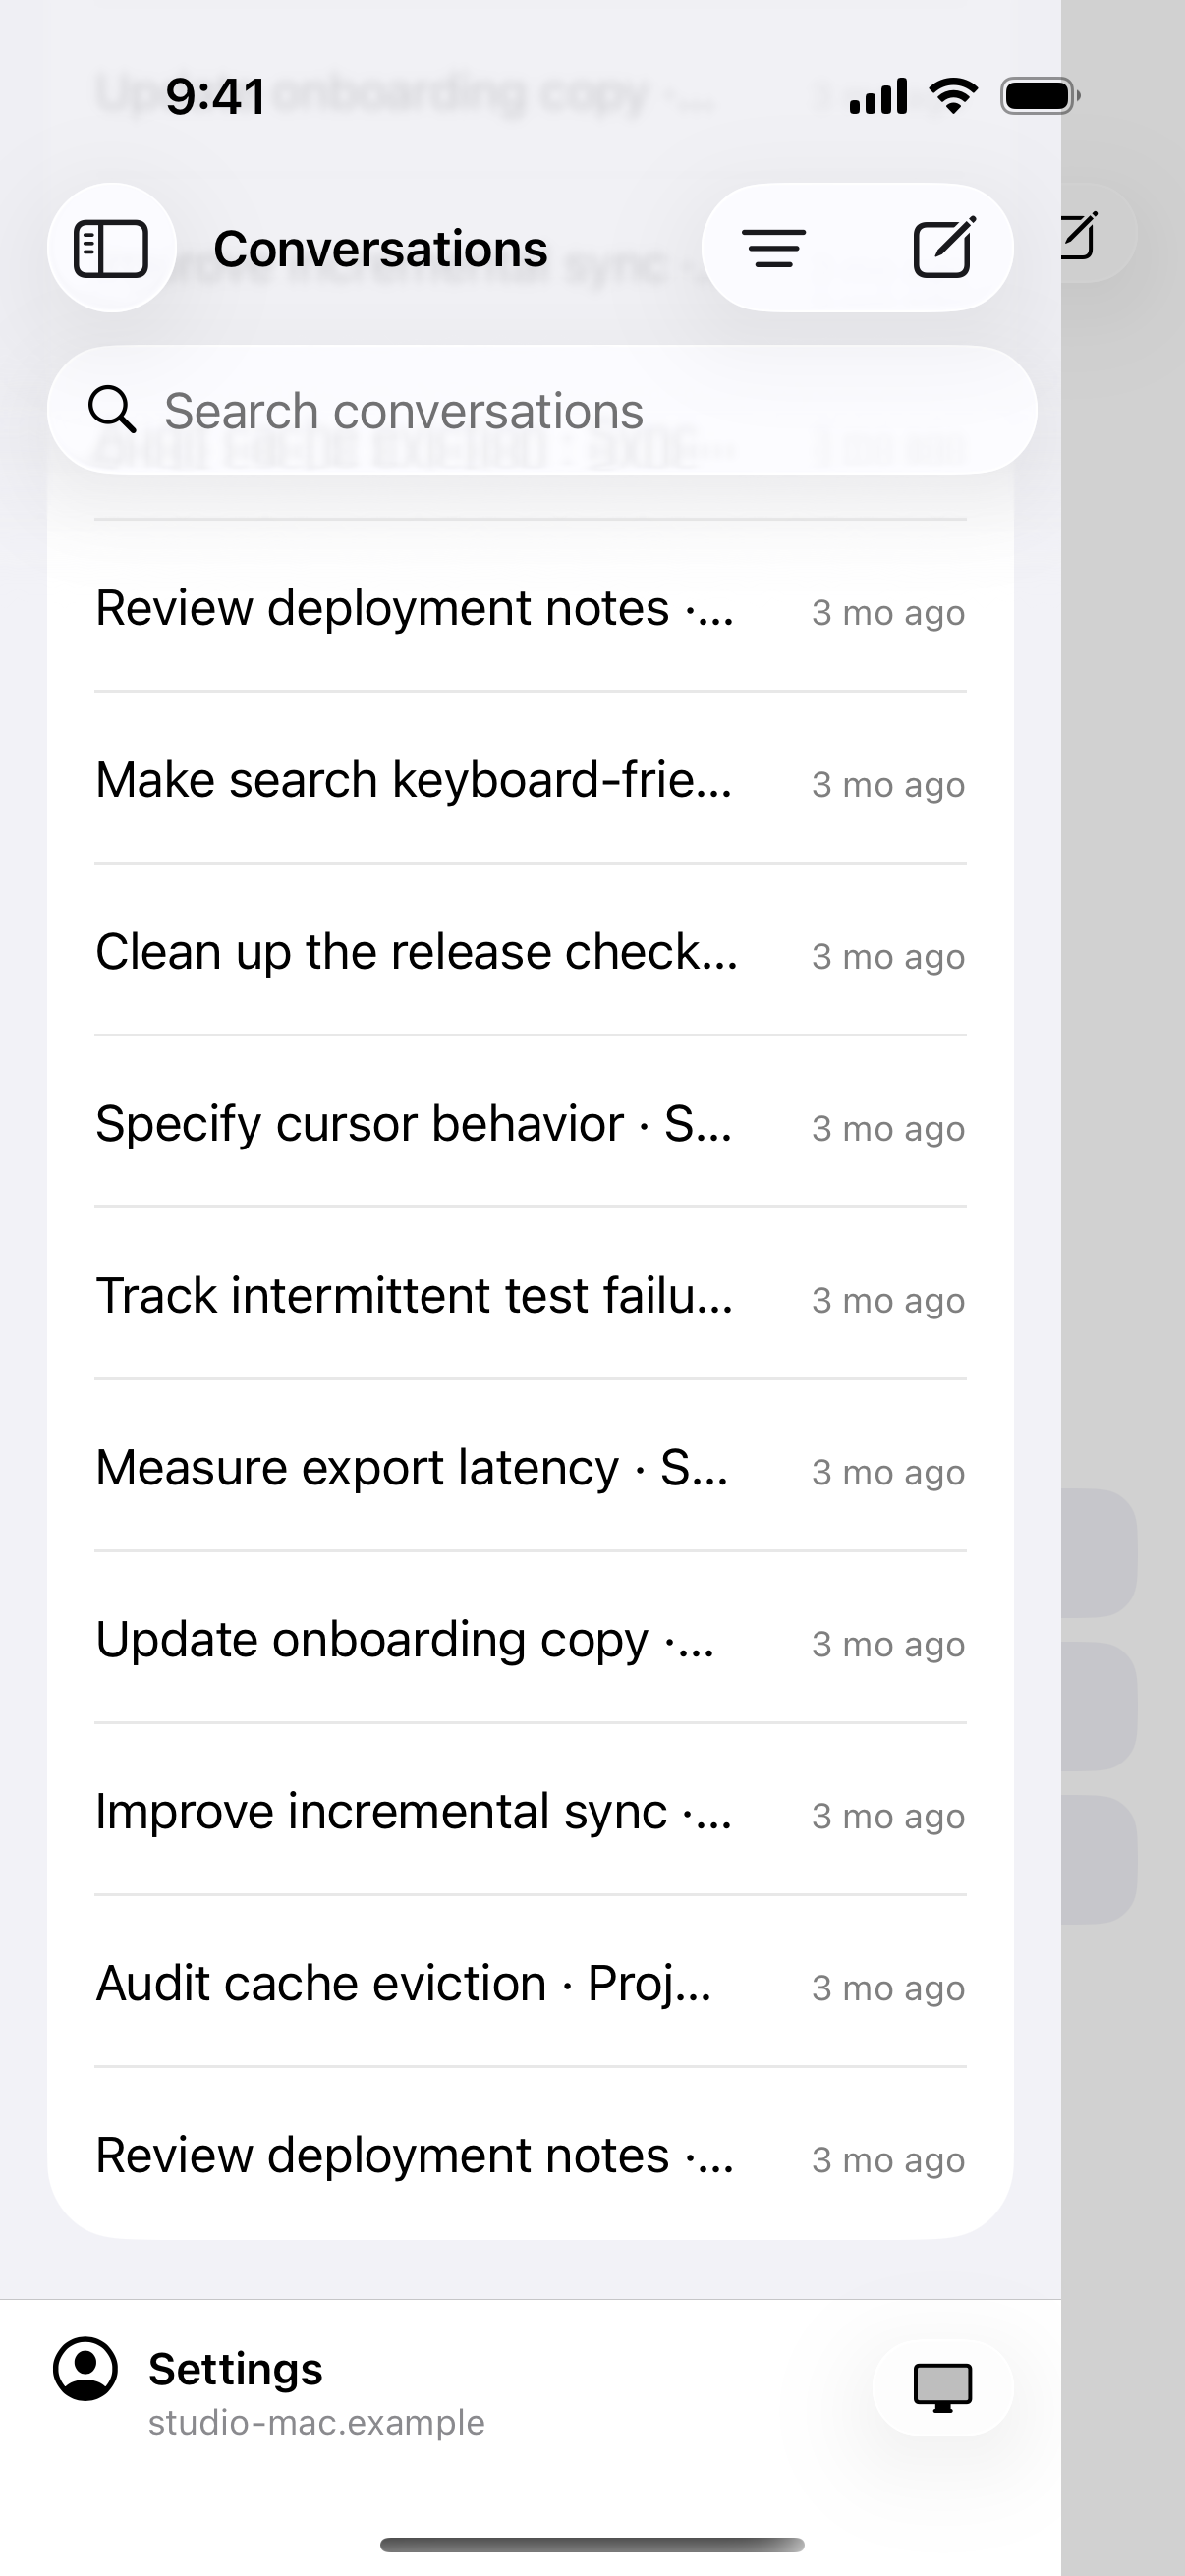 Update onboarding copy ·...
9:41
Conversations
Search conversations
Review deployment notes ·... 3 mo ago
Make search keyboard-frie... 3 mo ago
Clean up the release check... 3 mo ago
Specify cursor behavior · S... 3 mo ago
Track intermittent test failu... 3 mo ago
Measure export latency · S... 3 mo ago
Update onboarding copy ·... 3 mo ago
Improve incremental sync ·... 3 mo ago
Audit cache eviction · Proj... 3 mo ago
Review deployment notes ·... 3 mo ago
Settings
studio-mac.example